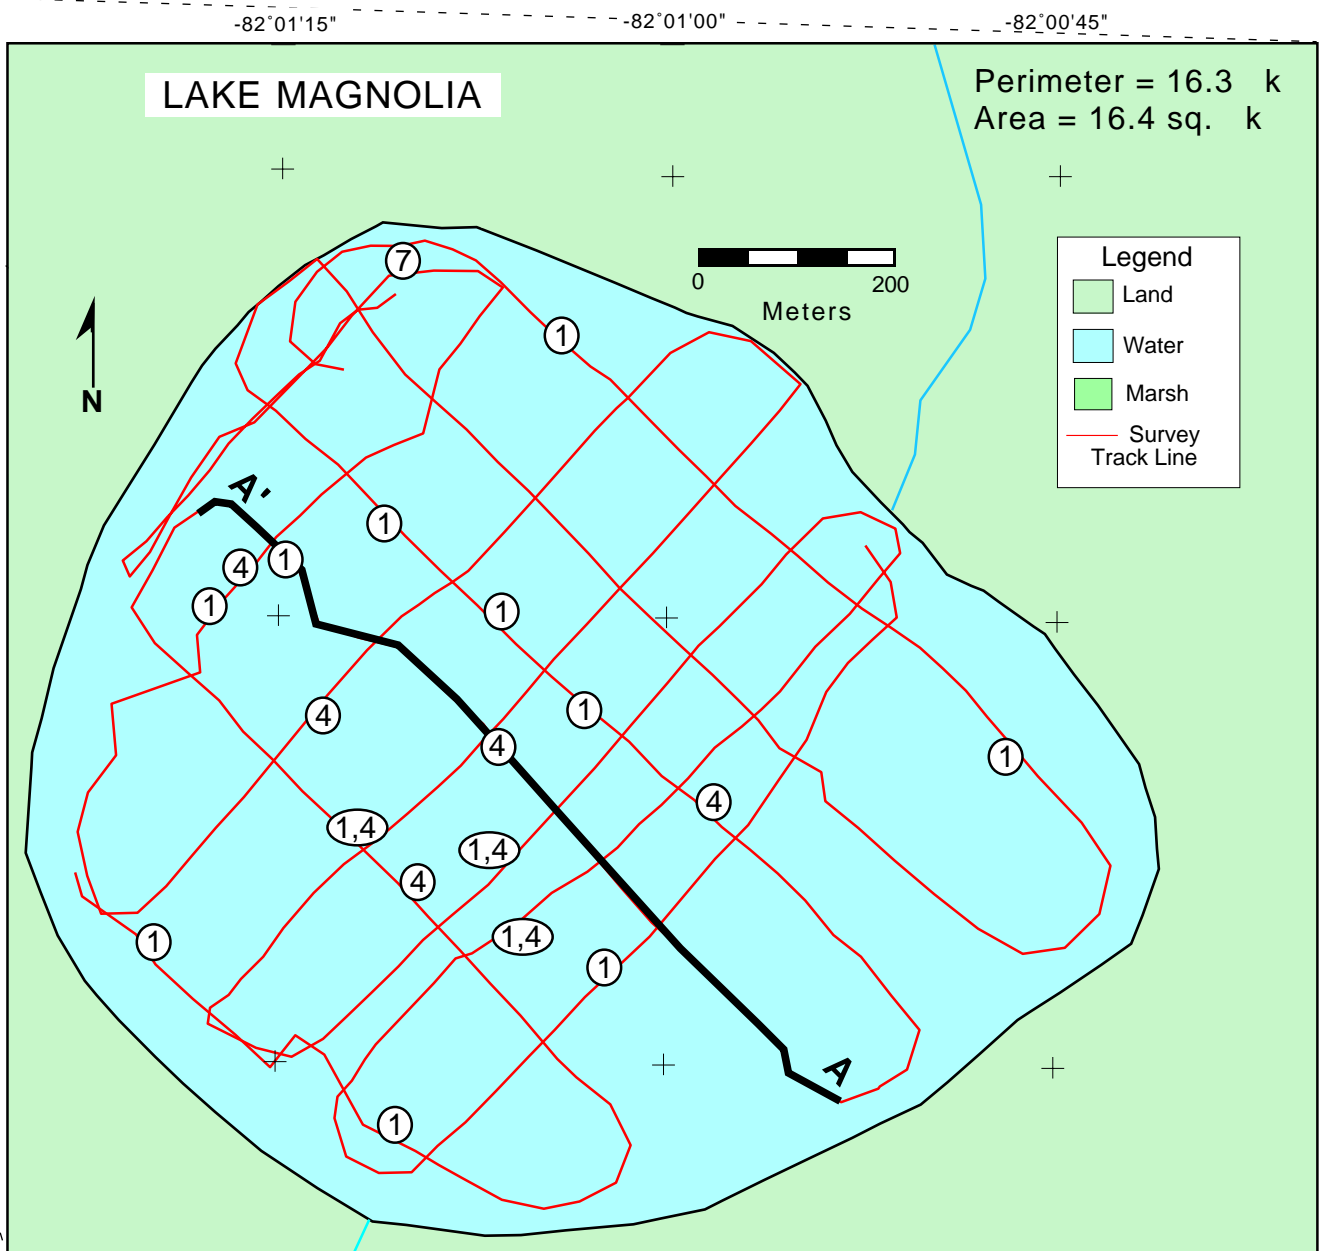 -82°01'15" -82°01'00" -82°00'45"
LAKE MAGNOLIA
Perimeter = 16.3 k
Area = 16.4 sq. k
0 200
Meters
Legend
Land
Water
Marsh
Survey
Track Line
N
7
1
A'
1
4
1
1
1
4
1
4
1
4
1,4
1,4
4
1,4
1
1
A
1